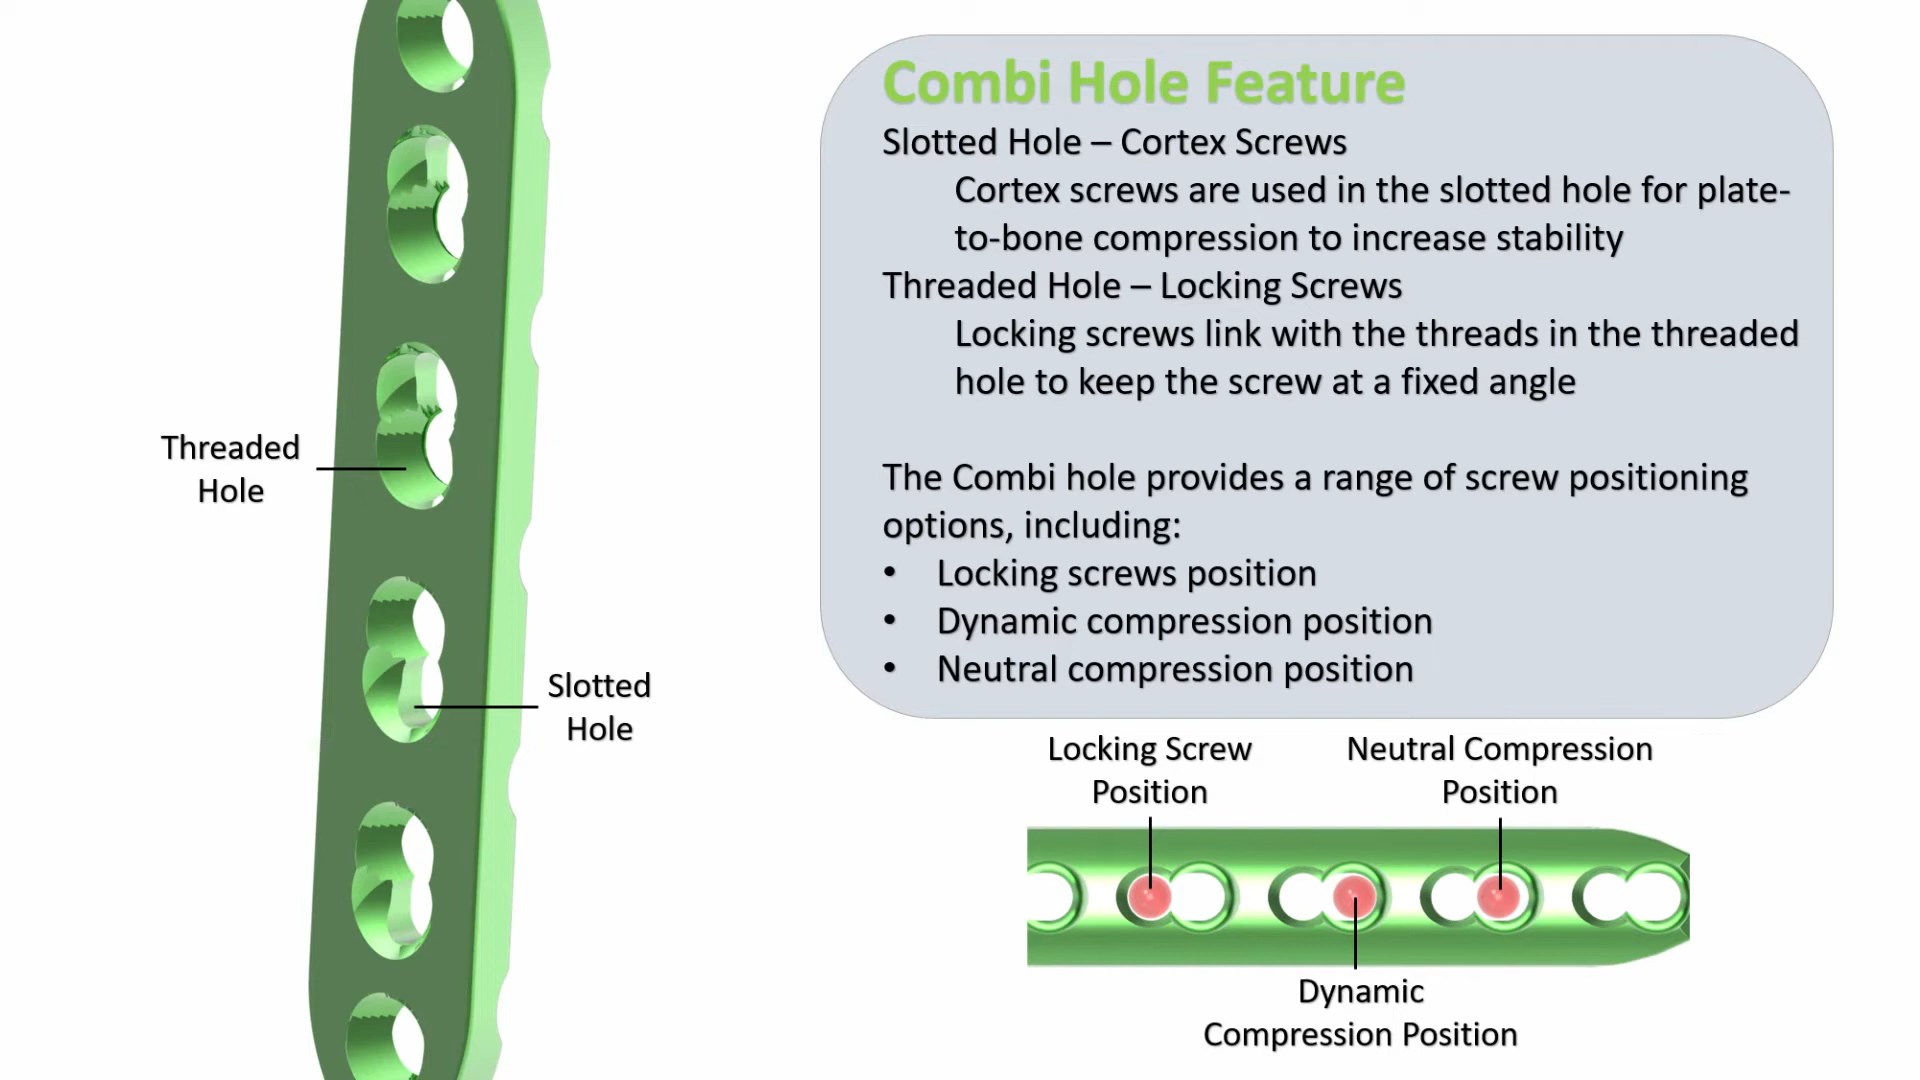 Combi Hole Feature
Slotted Hole – Cortex Screws
Cortex screws are used in the slotted hole for plate-
to-bone compression to increase stability
Threaded Hole – Locking Screws
Locking screws link with the threads in the threaded
hole to keep the screw at a fixed angle
The Combi hole provides a range of screw positioning
options, including:
• Locking screws position
• Dynamic compression position
• Neutral compression position
Threaded
Hole
Slotted
Hole
Locking Screw
Position
Neutral Compression
Position
Dynamic
Compression Position